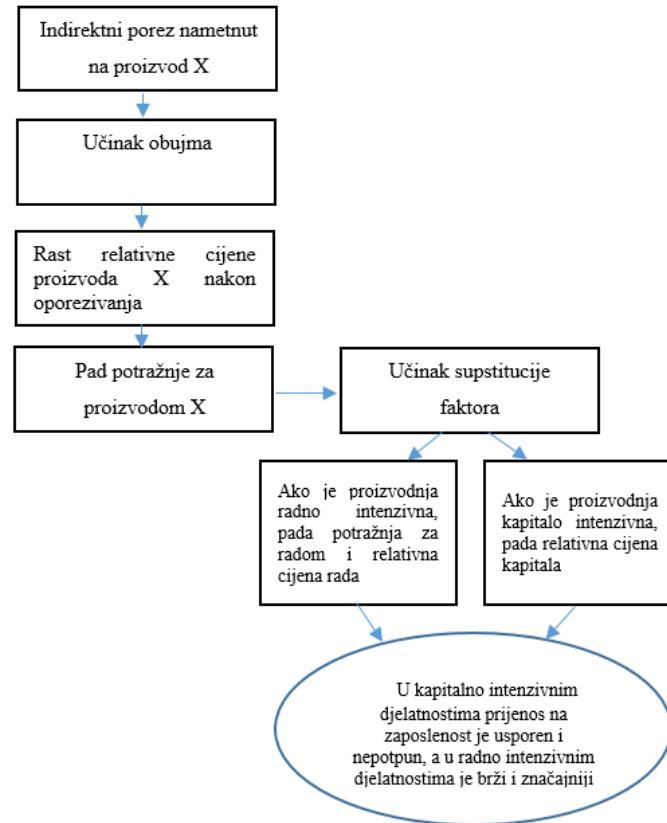 Indirektni porez nametnut
na proizvod X
Učinak obujma
Rast relativne cijene
proizvoda X nakon
oporezivanja
Pad potražnje za
proizvodom X
Učinak supstitucije
faktora
Ako je proizvodnja
radno intenzivna,
pada potražnja za
radom i relativna
cijena rada
Ako je proizvodnja
kapitalo intenzivna,
pada relativna cijena
kapitala
U kapitalno intenzivnim
djelatnostima prijenos na
zaposlenost je usporen i
nepotpun, a u radno intenzivnim
djelatnostima je brži i značajniji